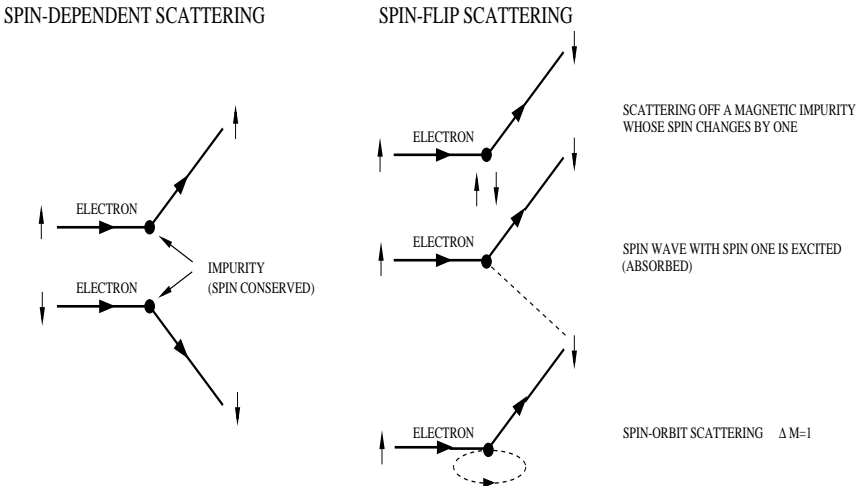 SPIN-DEPENDENT SCATTERING
ELECTRON
IMPURITY
(SPIN CONSERVED)
ELECTRON
SPIN-FLIP SCATTERING
ELECTRON
SCATTERING OFF A MAGNETIC IMPURITY
WHOSE SPIN CHANGES BY ONE
ELECTRON
SPIN WAVE WITH SPIN ONE IS EXCITED
(ABSORBED)
ELECTRON
SPIN-ORBIT SCATTERING Δ M=1